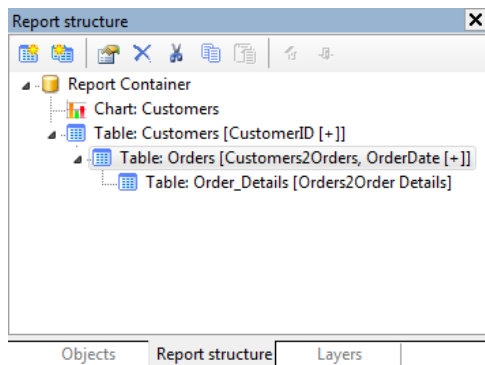 Report structure
Report Container
Chart: Customers
Table: Customers [CustomerID [+]]
Table: Orders [Customers2Orders, OrderDate [+]]
Table: Order_Details [Orders2Order Details]
Objects Report structure Layers